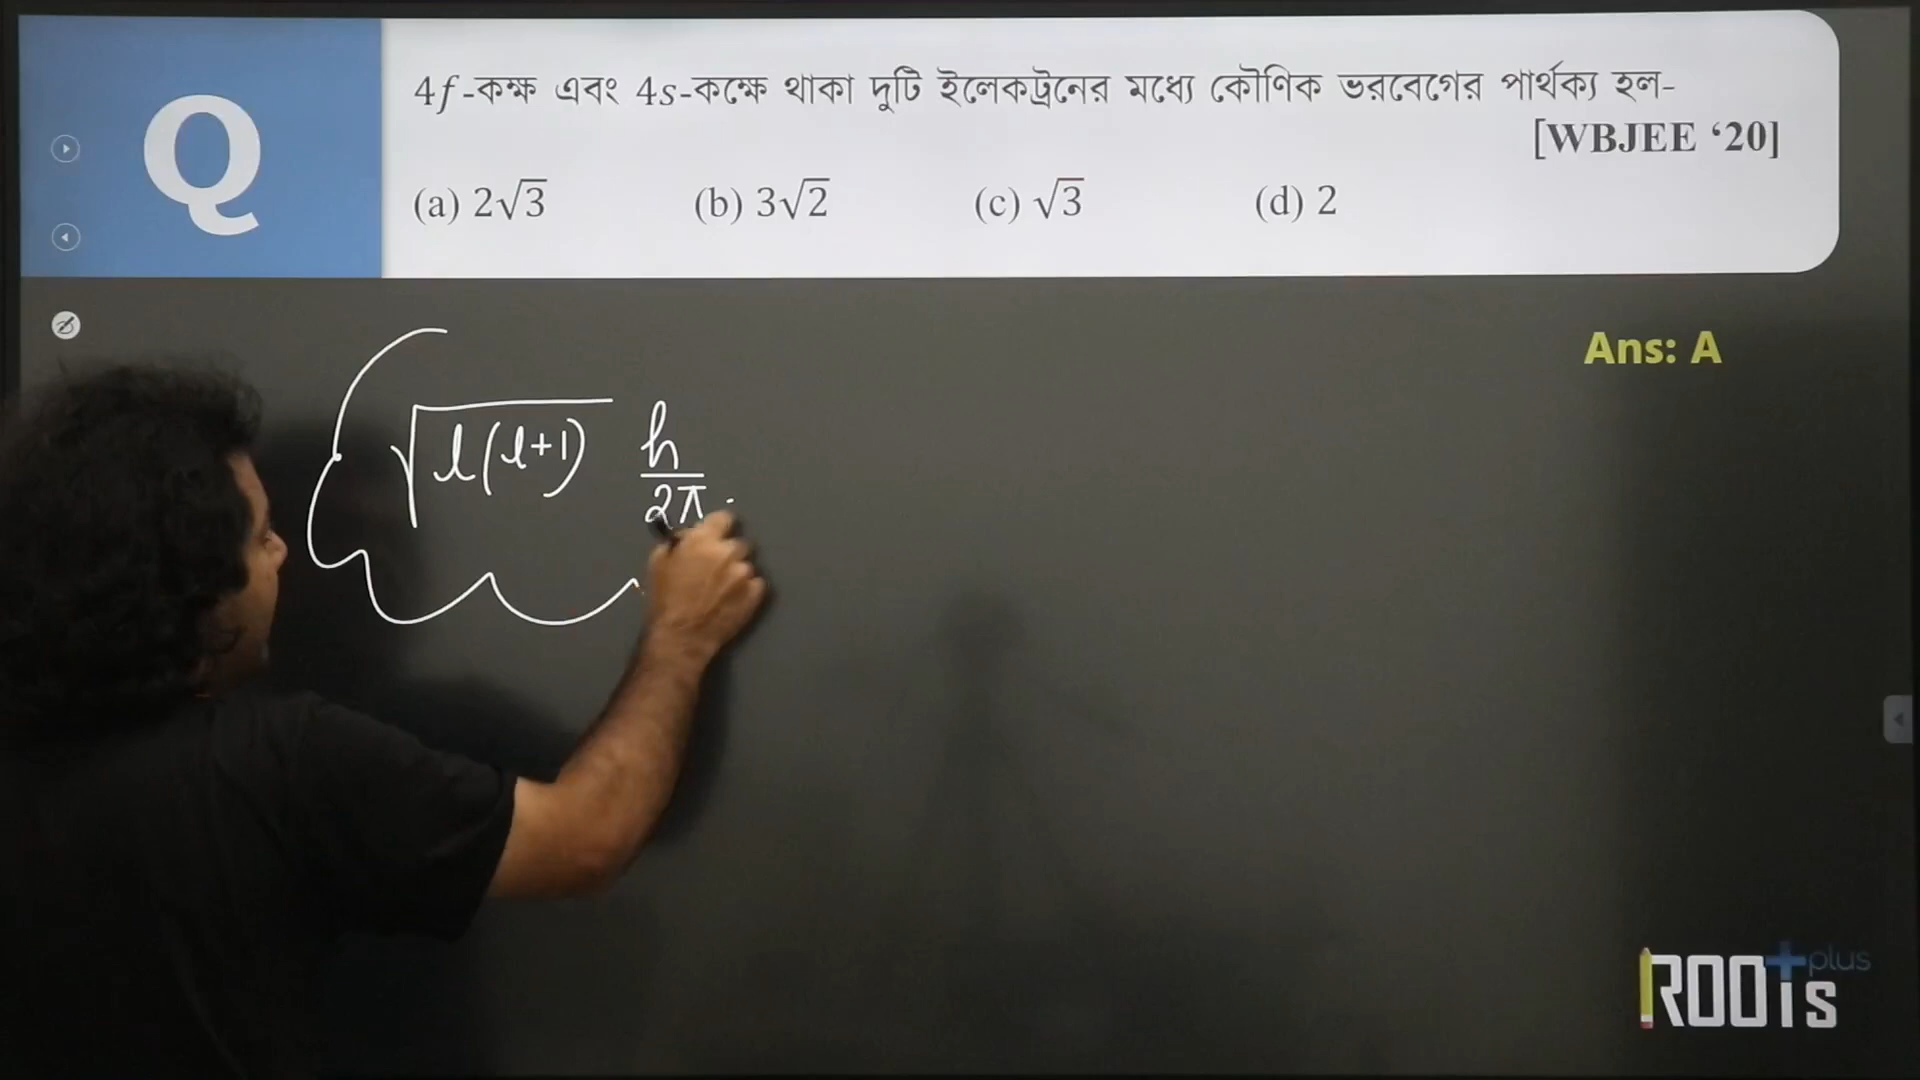 Q
4f-কক্ষ এবং 4s-কক্ষে থাকা দুটি ইলেকট্রনের মধ্যে কৌণিক ভরবেগের পার্থক্য হল-
[WBJEE ‘20]
(a) 2√3 (b) 3√2 (c) √3 (d) 2
Ans: A
√l(l+1) h/2π
ROOTS plus